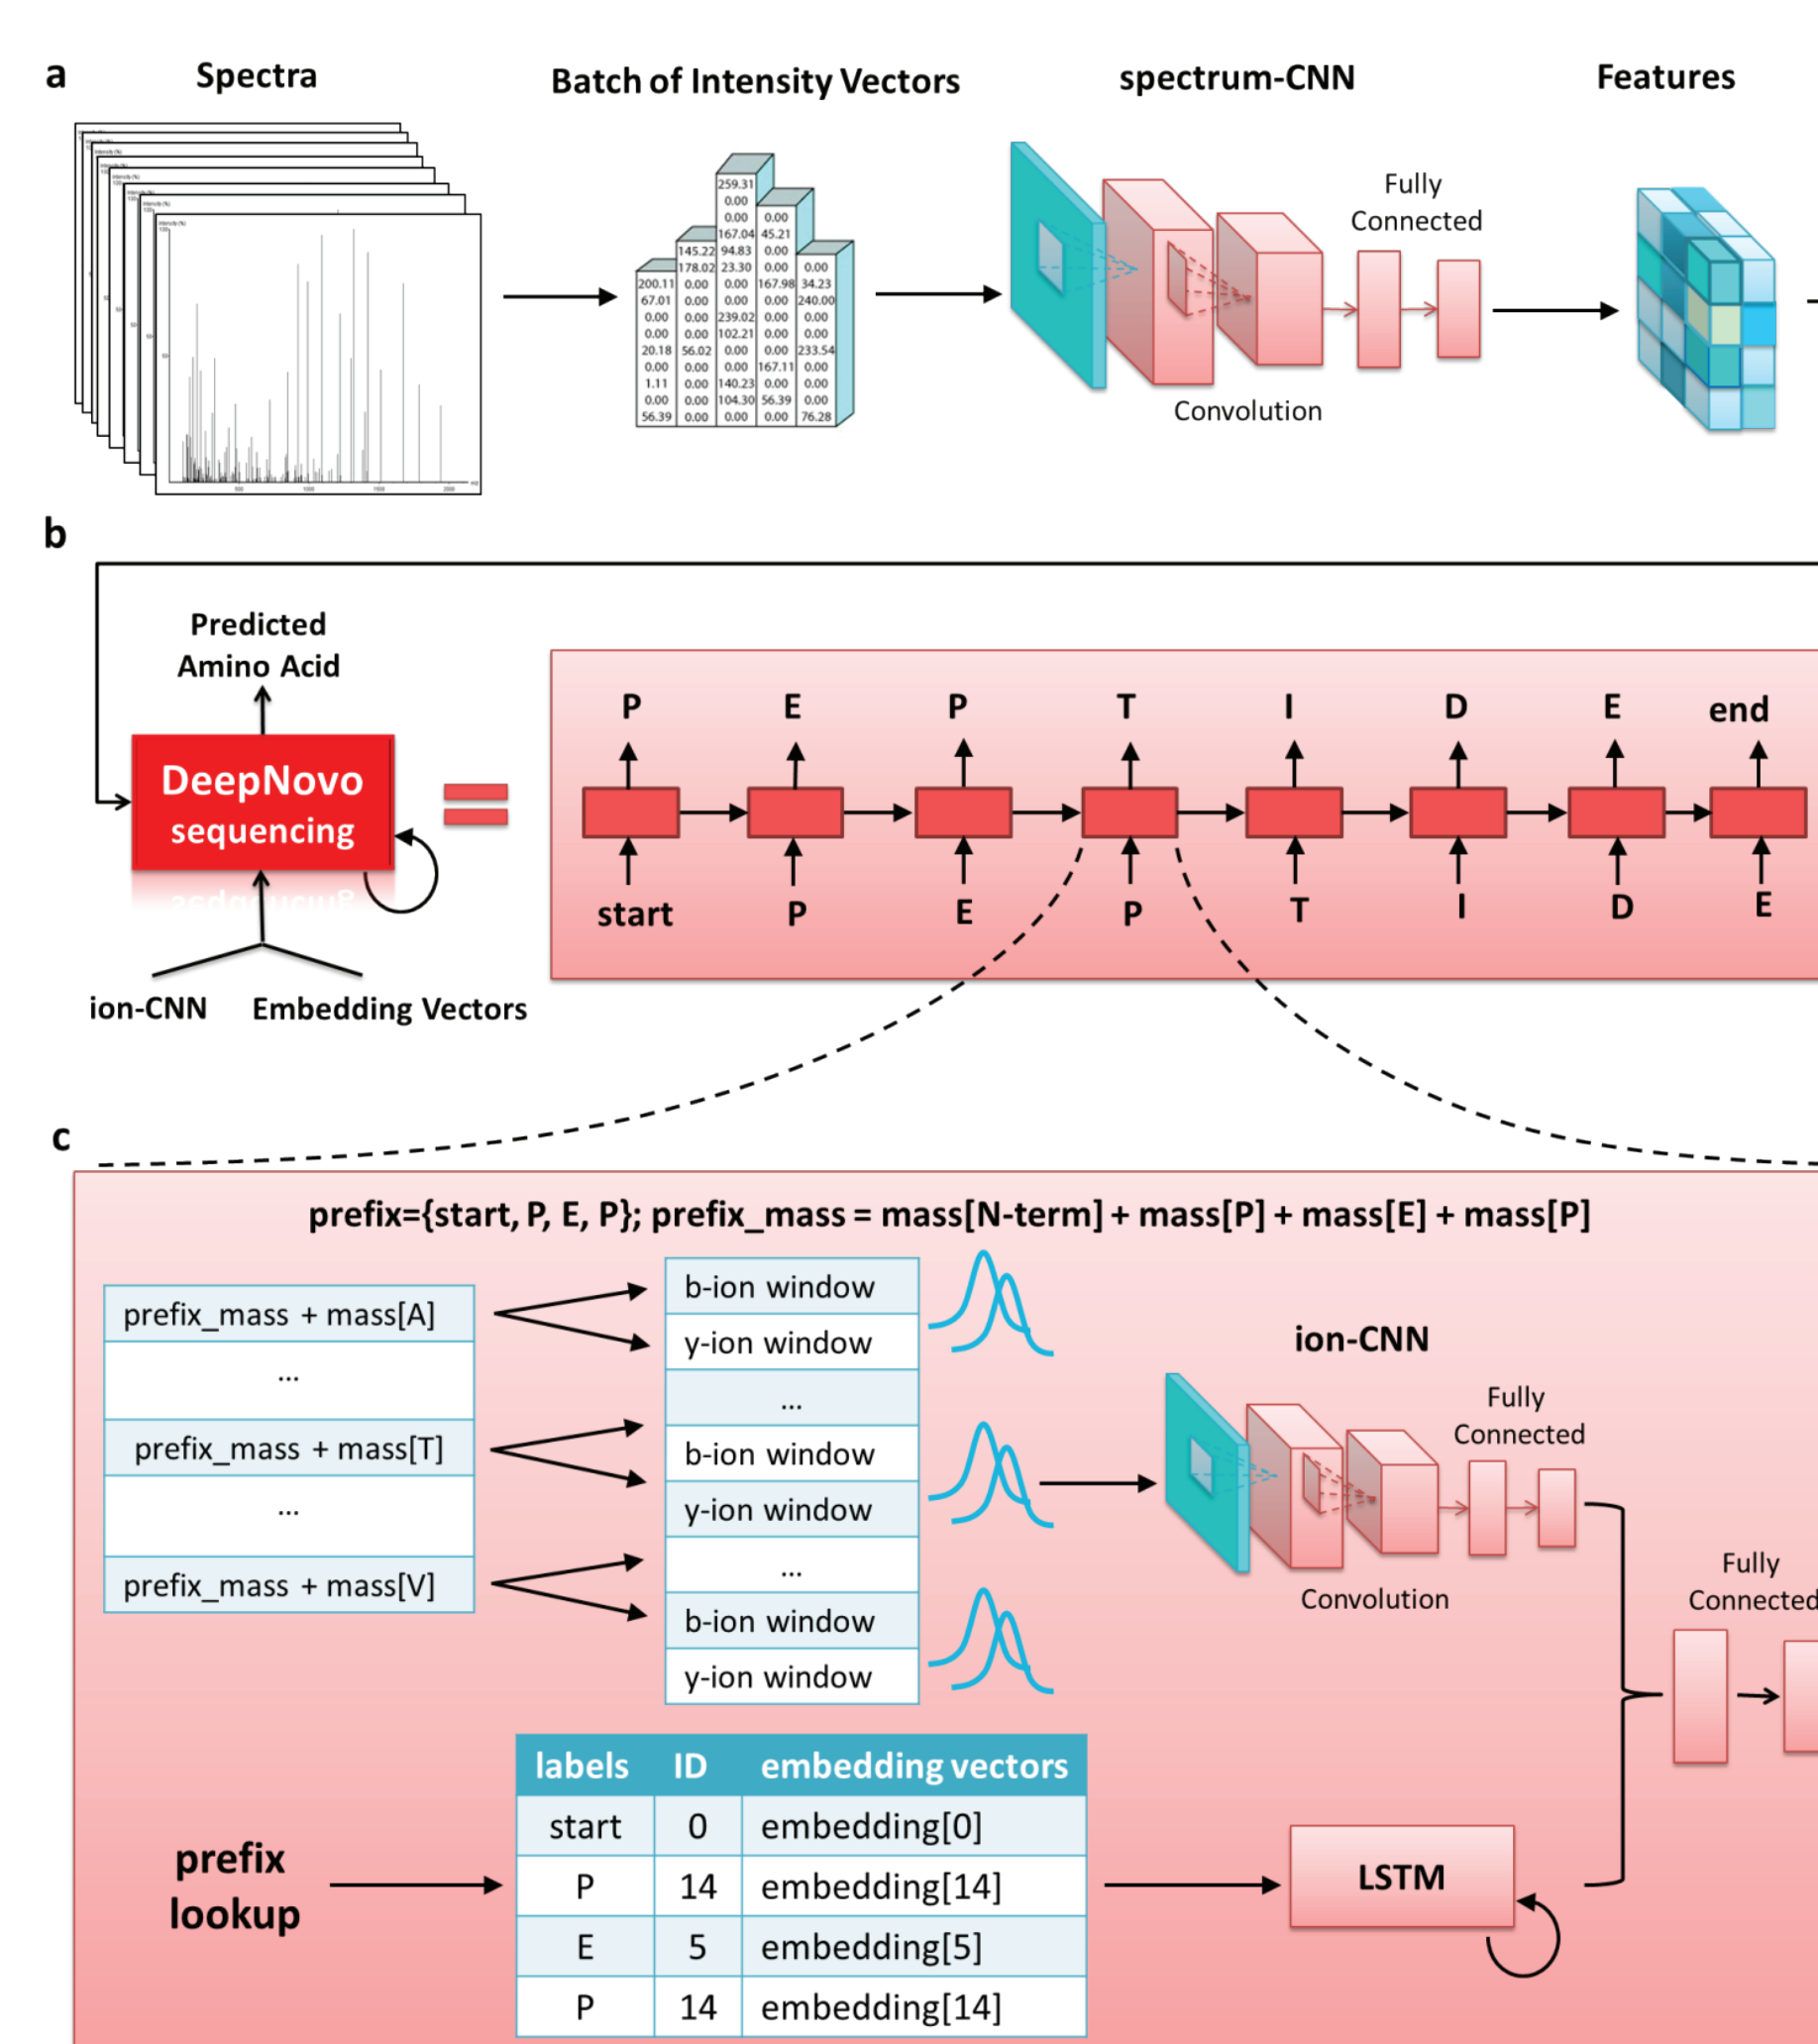 a
Spectra
Batch of Intensity Vectors
spectrum-CNN
Features
Fully
Connected
Convolution
Intensity (%)
100
50
500 1000 1500 2000
259.31
0.00
0.00 0.00
167.04 45.21
145.22 94.83 0.00
178.02 23.30 0.00 0.00
200.11 0.00 0.00 167.98 34.23
67.01 0.00 0.00 0.00 240.00
0.00 0.00 239.02 0.00 0.00
0.00 0.00 102.21 0.00 0.00
20.18 56.02 0.00 0.00 233.54
0.00 0.00 0.00 167.11 0.00
1.11 0.00 140.23 0.00 0.00
0.00 0.00 104.30 56.39 0.00
56.39 0.00 0.00 0.00 76.28
b
Predicted
Amino Acid
DeepNovo
sequencing
ion-CNN Embedding Vectors
P E P T I D E end
start P E P T I D E
c
prefix={start, P, E, P}; prefix_mass = mass[N-term] + mass[P] + mass[E] + mass[P]
prefix_mass + mass[A]
...
prefix_mass + mass[T]
...
prefix_mass + mass[V]
b-ion window
y-ion window
...
b-ion window
y-ion window
...
b-ion window
y-ion window
ion-CNN
Fully
Connected
Convolution
Fully
Connected
prefix
lookup
labels ID embedding vectors
start 0 embedding[0]
P 14 embedding[14]
E 5 embedding[5]
P 14 embedding[14]
LSTM